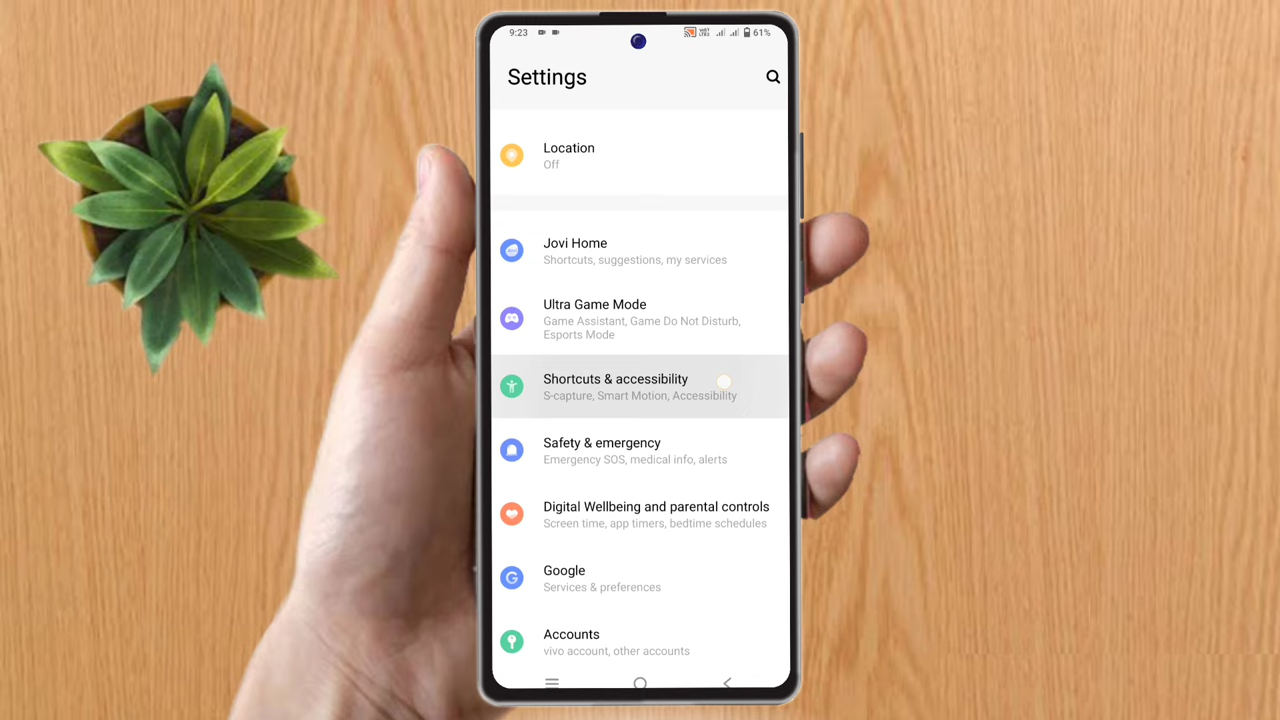 9:23
61%
Settings
Location
Off
Jovi Home
Shortcuts, suggestions, my services
Ultra Game Mode
Game Assistant, Game Do Not Disturb,
Esports Mode
Shortcuts & accessibility
S-capture, Smart Motion, Accessibility
Safety & emergency
Emergency SOS, medical info, alerts
Digital Wellbeing and parental controls
Screen time, app timers, bedtime schedules
Google
Services & preferences
Accounts
vivo account, other accounts